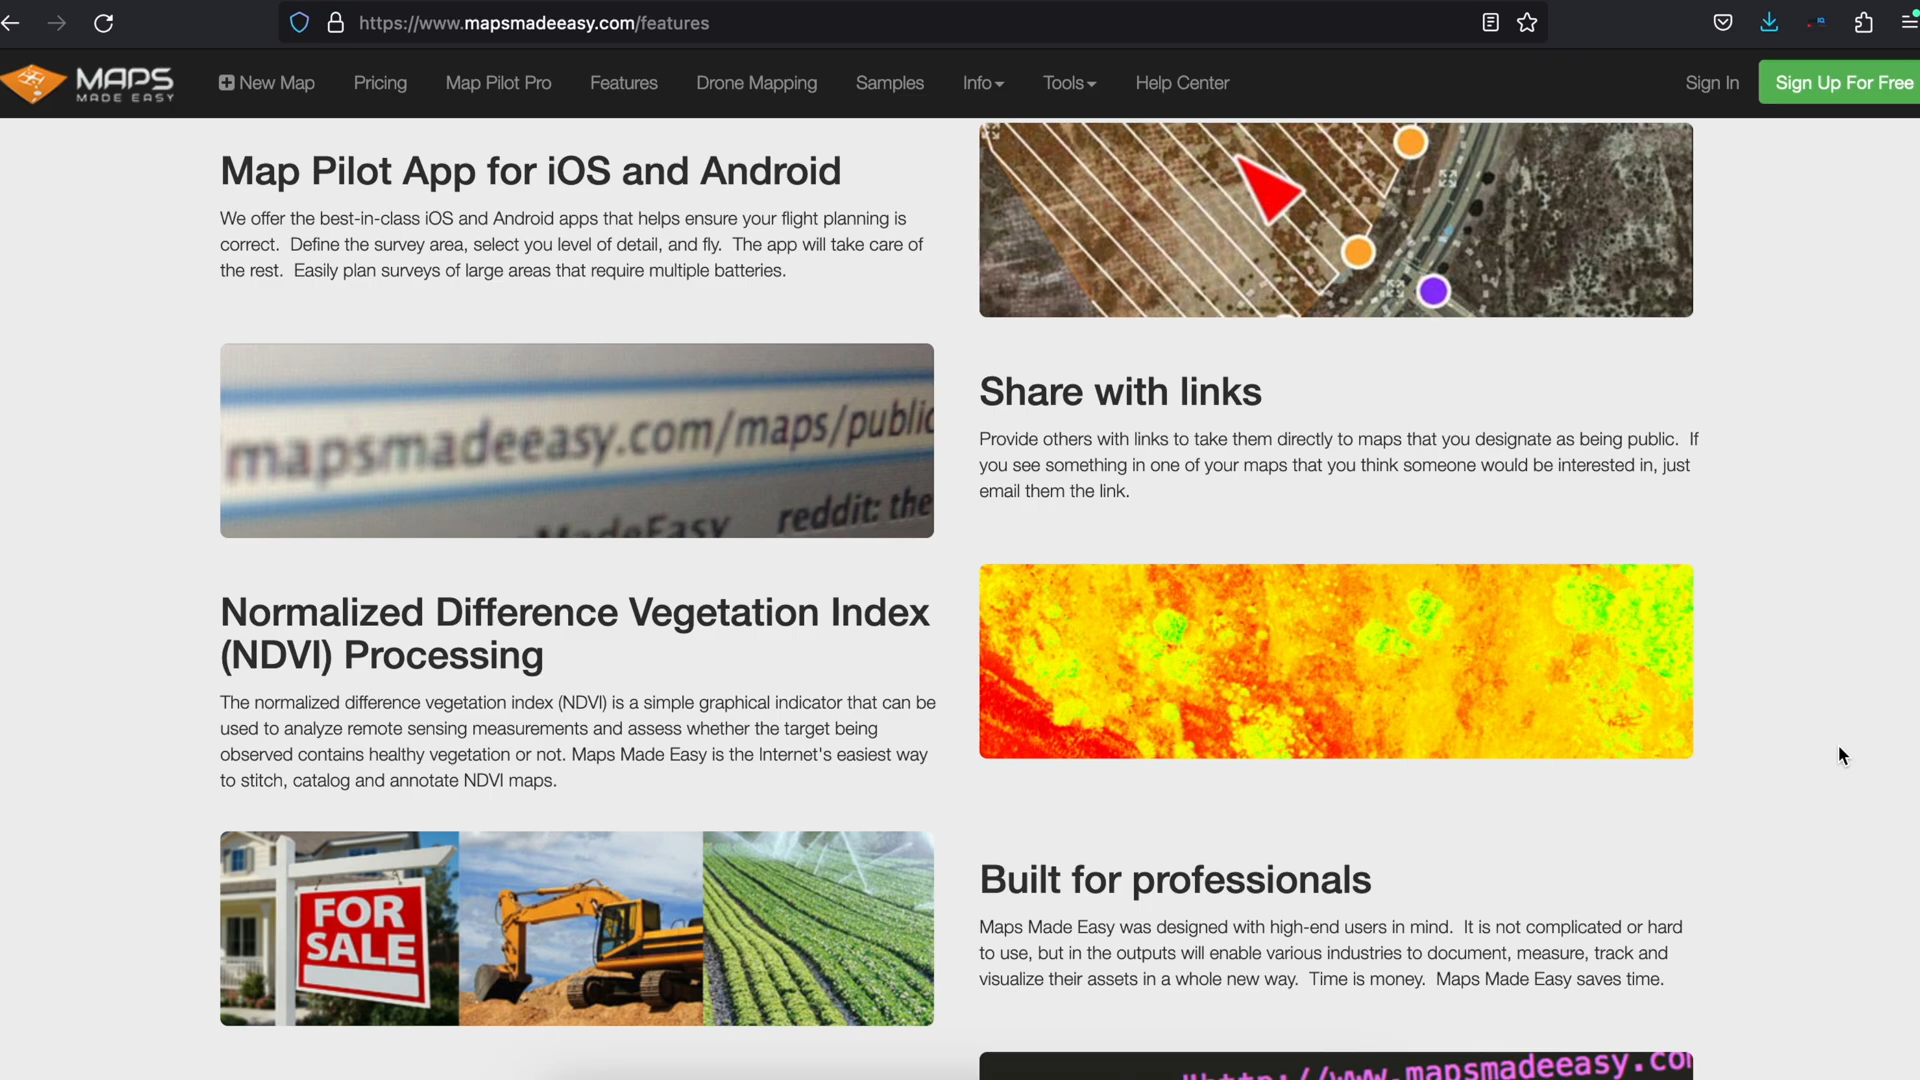 https://www.mapsmadeeasy.com/features
MAPS
MADE EASY
New Map
Pricing
Map Pilot Pro
Features
Drone Mapping
Samples
Info
Tools
Help Center
Sign In
Sign Up For Free
Map Pilot App for iOS and Android
We offer the best-in-class iOS and Android apps that helps ensure your flight planning is
correct. Define the survey area, select you level of detail, and fly. The app will take care of
the rest. Easily plan surveys of large areas that require multiple batteries.
mapsmadeeasy.com/maps/public
MadeEasy reddit: the
Share with links
Provide others with links to take them directly to maps that you designate as being public. If
you see something in one of your maps that you think someone would be interested in, just
email them the link.
Normalized Difference Vegetation Index
(NDVI) Processing
The normalized difference vegetation index (NDVI) is a simple graphical indicator that can be
used to analyze remote sensing measurements and assess whether the target being
observed contains healthy vegetation or not. Maps Made Easy is the Internet's easiest way
to stitch, catalog and annotate NDVI maps.
FOR
SALE
Built for professionals
Maps Made Easy was designed with high-end users in mind. It is not complicated or hard
to use, but in the outputs will enable various industries to document, measure, track and
visualize their assets in a whole new way. Time is money. Maps Made Easy saves time.
"http://www.mapsmadeeasy.com